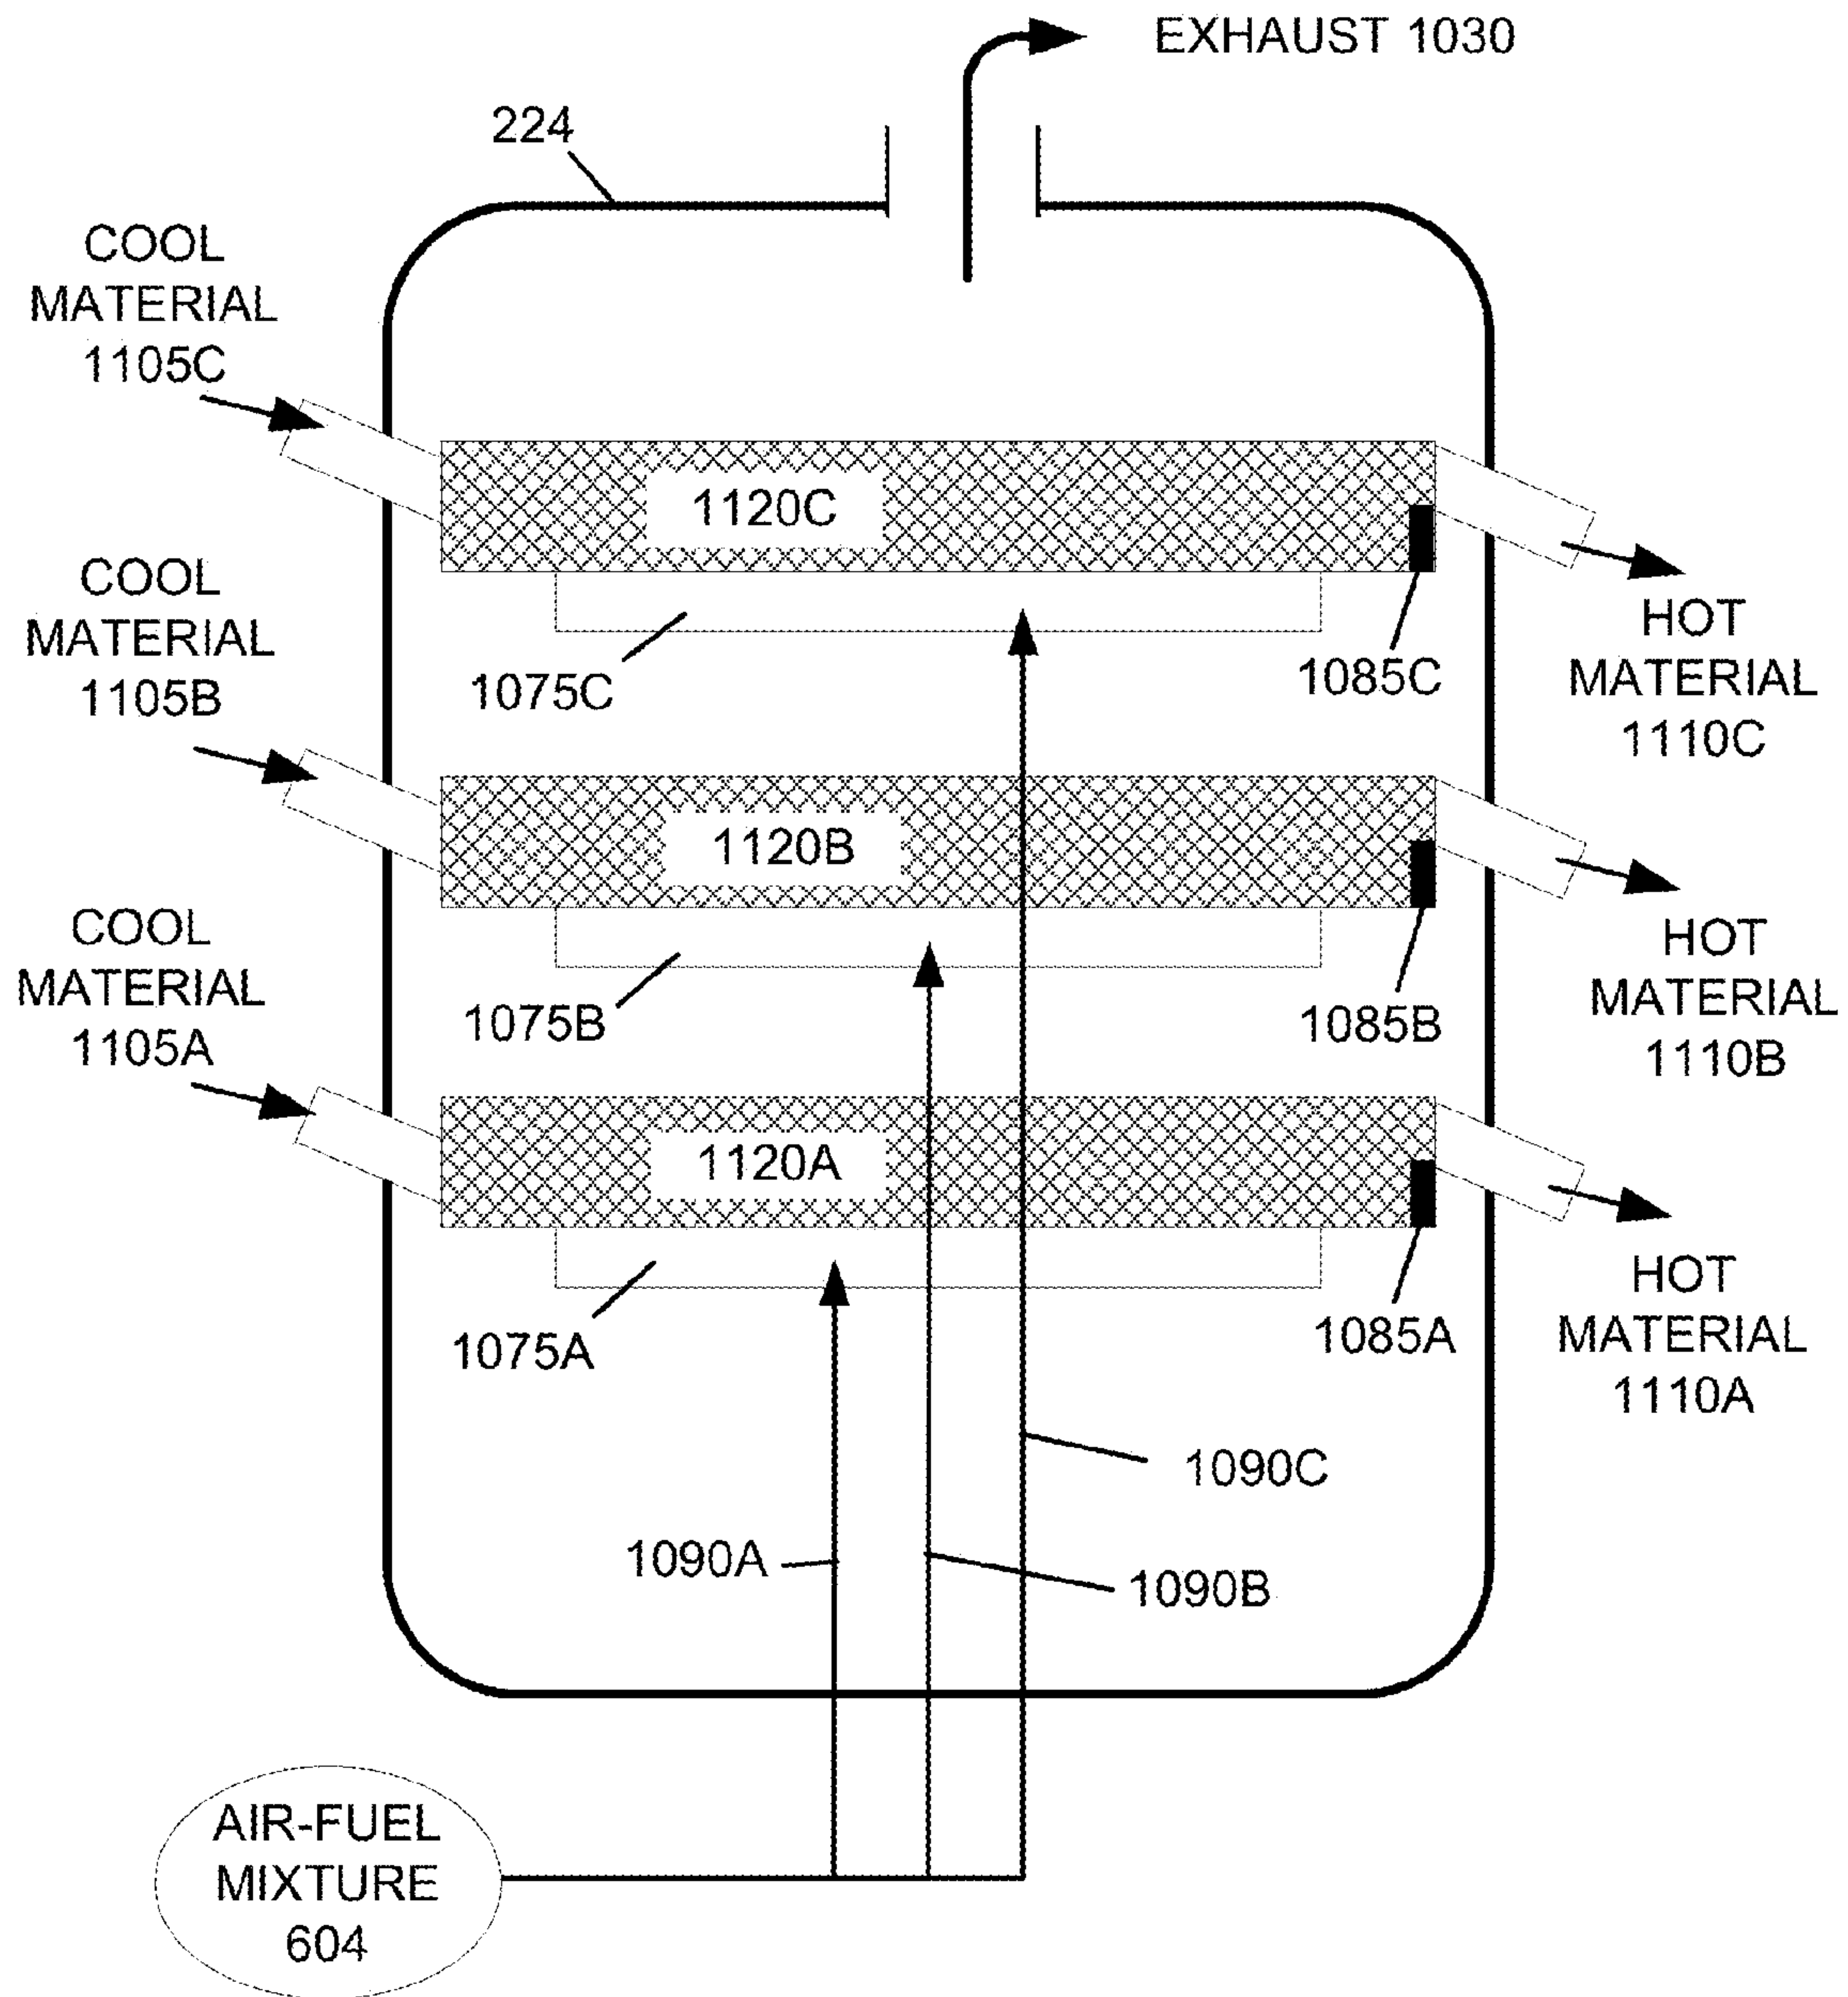 EXHAUST 1030
224
COOL
MATERIAL
1105C
1120C
1075C
1085C
HOT
MATERIAL
1110C
COOL
MATERIAL
1105B
1120B
1075B
1085B
HOT
MATERIAL
1110B
COOL
MATERIAL
1105A
1120A
1075A
1085A
HOT
MATERIAL
1110A
1090C
1090A
1090B
AIR-FUEL
MIXTURE
604